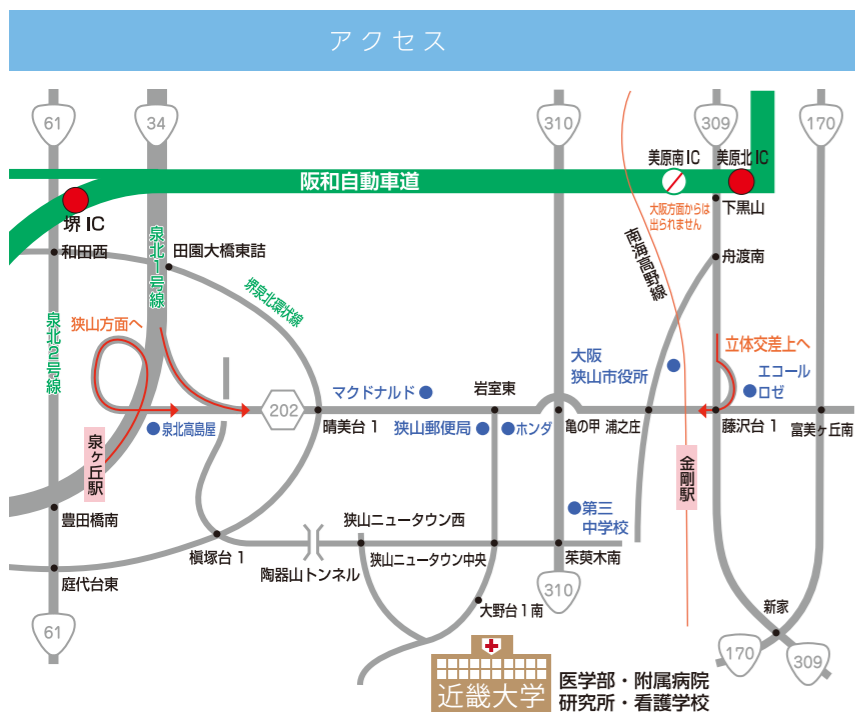 アクセス
61
34
310
309
170
美原南IC
美原北IC
阪和自動車道
大阪方面からは
出られません
下黒山
堺IC
和田西
泉北1号線
田園大橋東詰
南海高野線
舟渡南
堺泉北環状線
泉北2号線
狭山方面へ
立体交差上へ
大阪
狭山市役所
エコール
ロゼ
マクドナルド
岩室東
202
泉北高島屋
晴美台1
狭山郵便局
ホンダ
亀の甲
浦之庄
藤沢台1
富美ヶ丘南
泉ヶ丘駅
金剛駅
豊田橋南
狭山ニュータウン西
第三
中学校
槇塚台1
陶器山トンネル
狭山ニュータウン中央
茱萸木南
庭代台東
310
大野台1南
新家
61
170
309
近畿大学
医学部・附属病院
研究所・看護学校